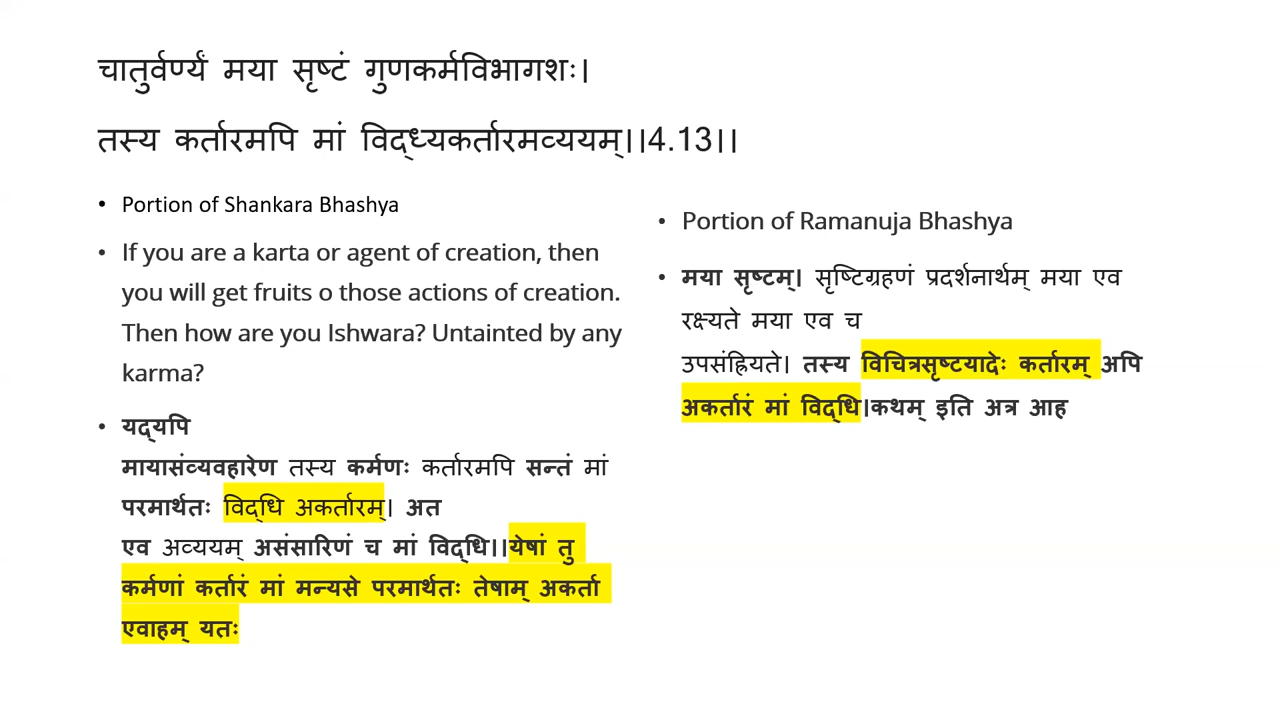 चातुर्वर्ण्यं मया सृष्टं गुणकर्मविभागशः।
तस्य कर्तारमपि मां विद्ध्यकर्तारमव्ययम्।।4.13।।
• Portion of Shankara Bhashya
• If you are a karta or agent of creation, then
you will get fruits o those actions of creation.
Then how are you Ishwara? Untainted by any
karma?
• यद्यपि
मायासंव्यवहारेण तस्य कर्मणः कर्तारमपि सन्तं मां
परमार्थतः विद्धि अकर्तारम्। अत
एव अव्ययम् असंसारिणं च मां विद्धि।।येषां तु
कर्मणां कर्तारं मां मन्यसे परमार्थतः तेषाम् अकर्ता
एवाहम् यतः
• Portion of Ramanuja Bhashya
• मया सृष्टम्। सृष्टिग्रहणं प्रदर्शनार्थम् मया एव
रक्ष्यते मया एव च
उपसंह्रियते। तस्य विचित्रसृष्टयादेः कर्तारम् अपि
अकर्तारं मां विद्धि।कथम् इति अत्र आह